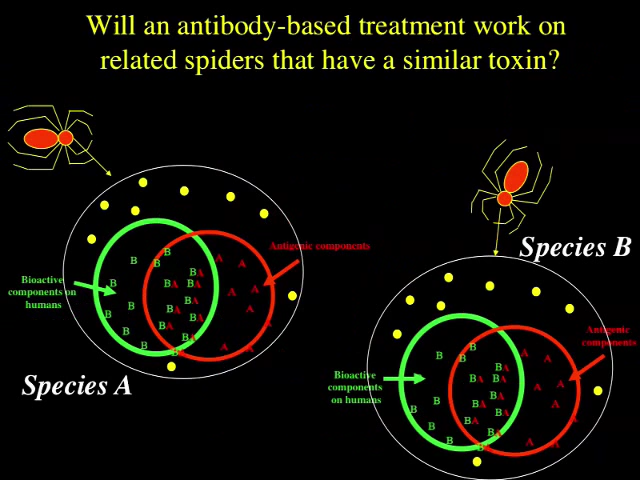 Will an antibody-based treatment work on
related spiders that have a similar toxin?
Antigenic components
Bioactive
components on
humans
Species A
Species B
Antigenic
components
Bioactive
components
on humans